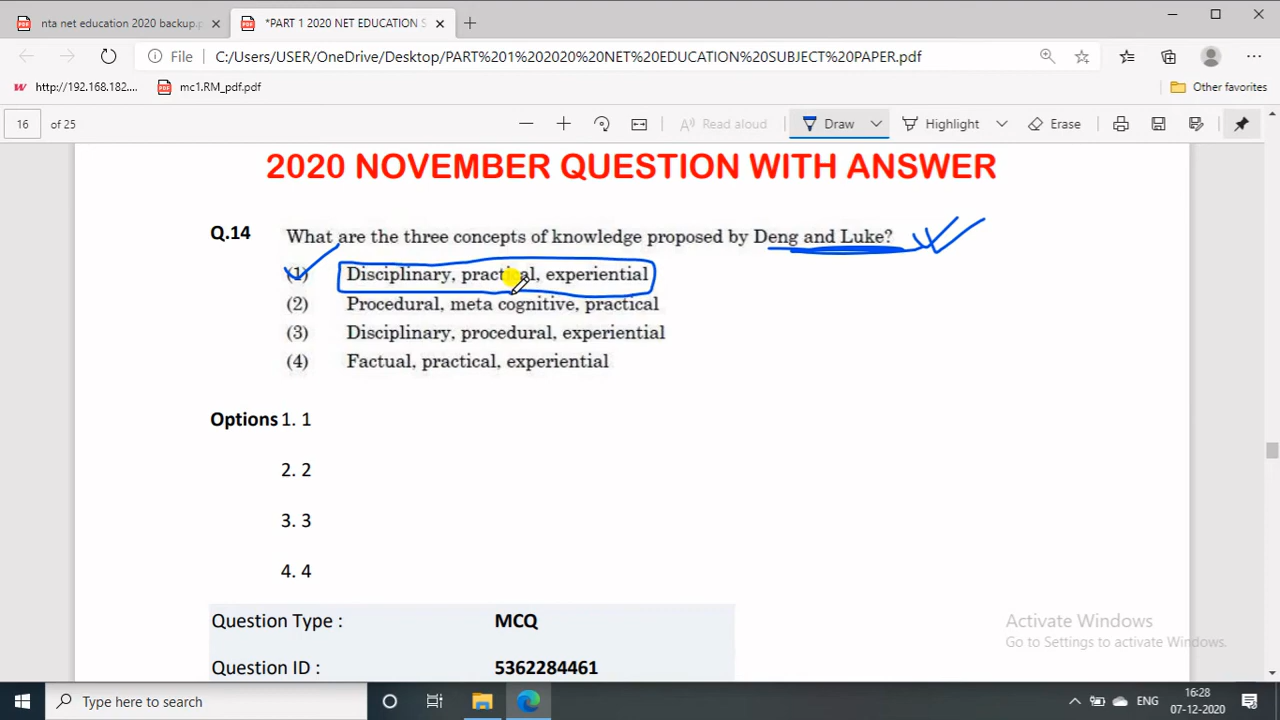 nta net education 2020 backup.p
*PART 1 2020 NET EDUCATION S
File C:/Users/USER/OneDrive/Desktop/PART%201%202020%20NET%20EDUCATION%20SUBJECT%20PAPER.pdf
http://192.168.182.... mc1.RM_pdf.pdf Other favorites
16 of 25 Read aloud Draw Highlight Erase
2020 NOVEMBER QUESTION WITH ANSWER
Q.14 What are the three concepts of knowledge proposed by Deng and Luke?
(1) Disciplinary, practical, experiential
(2) Procedural, meta cognitive, practical
(3) Disciplinary, procedural, experiential
(4) Factual, practical, experiential
Options 1. 1
2. 2
3. 3
4. 4
Question Type : MCQ
Question ID : 5362284461
Activate Windows
Go to Settings to activate Windows.
Type here to search
ENG
16:28
07-12-2020